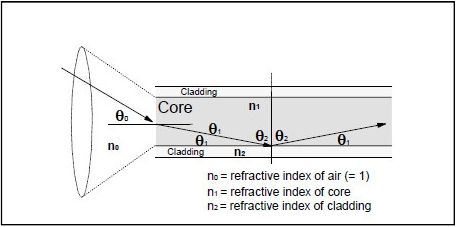 Cladding
Core
n1
θ0
θ1
θ2 θ2
θ1
θ1
n0
Cladding
n2
n0 = refractive index of air (= 1)
n1 = refractive index of core
n2 = refractive index of cladding